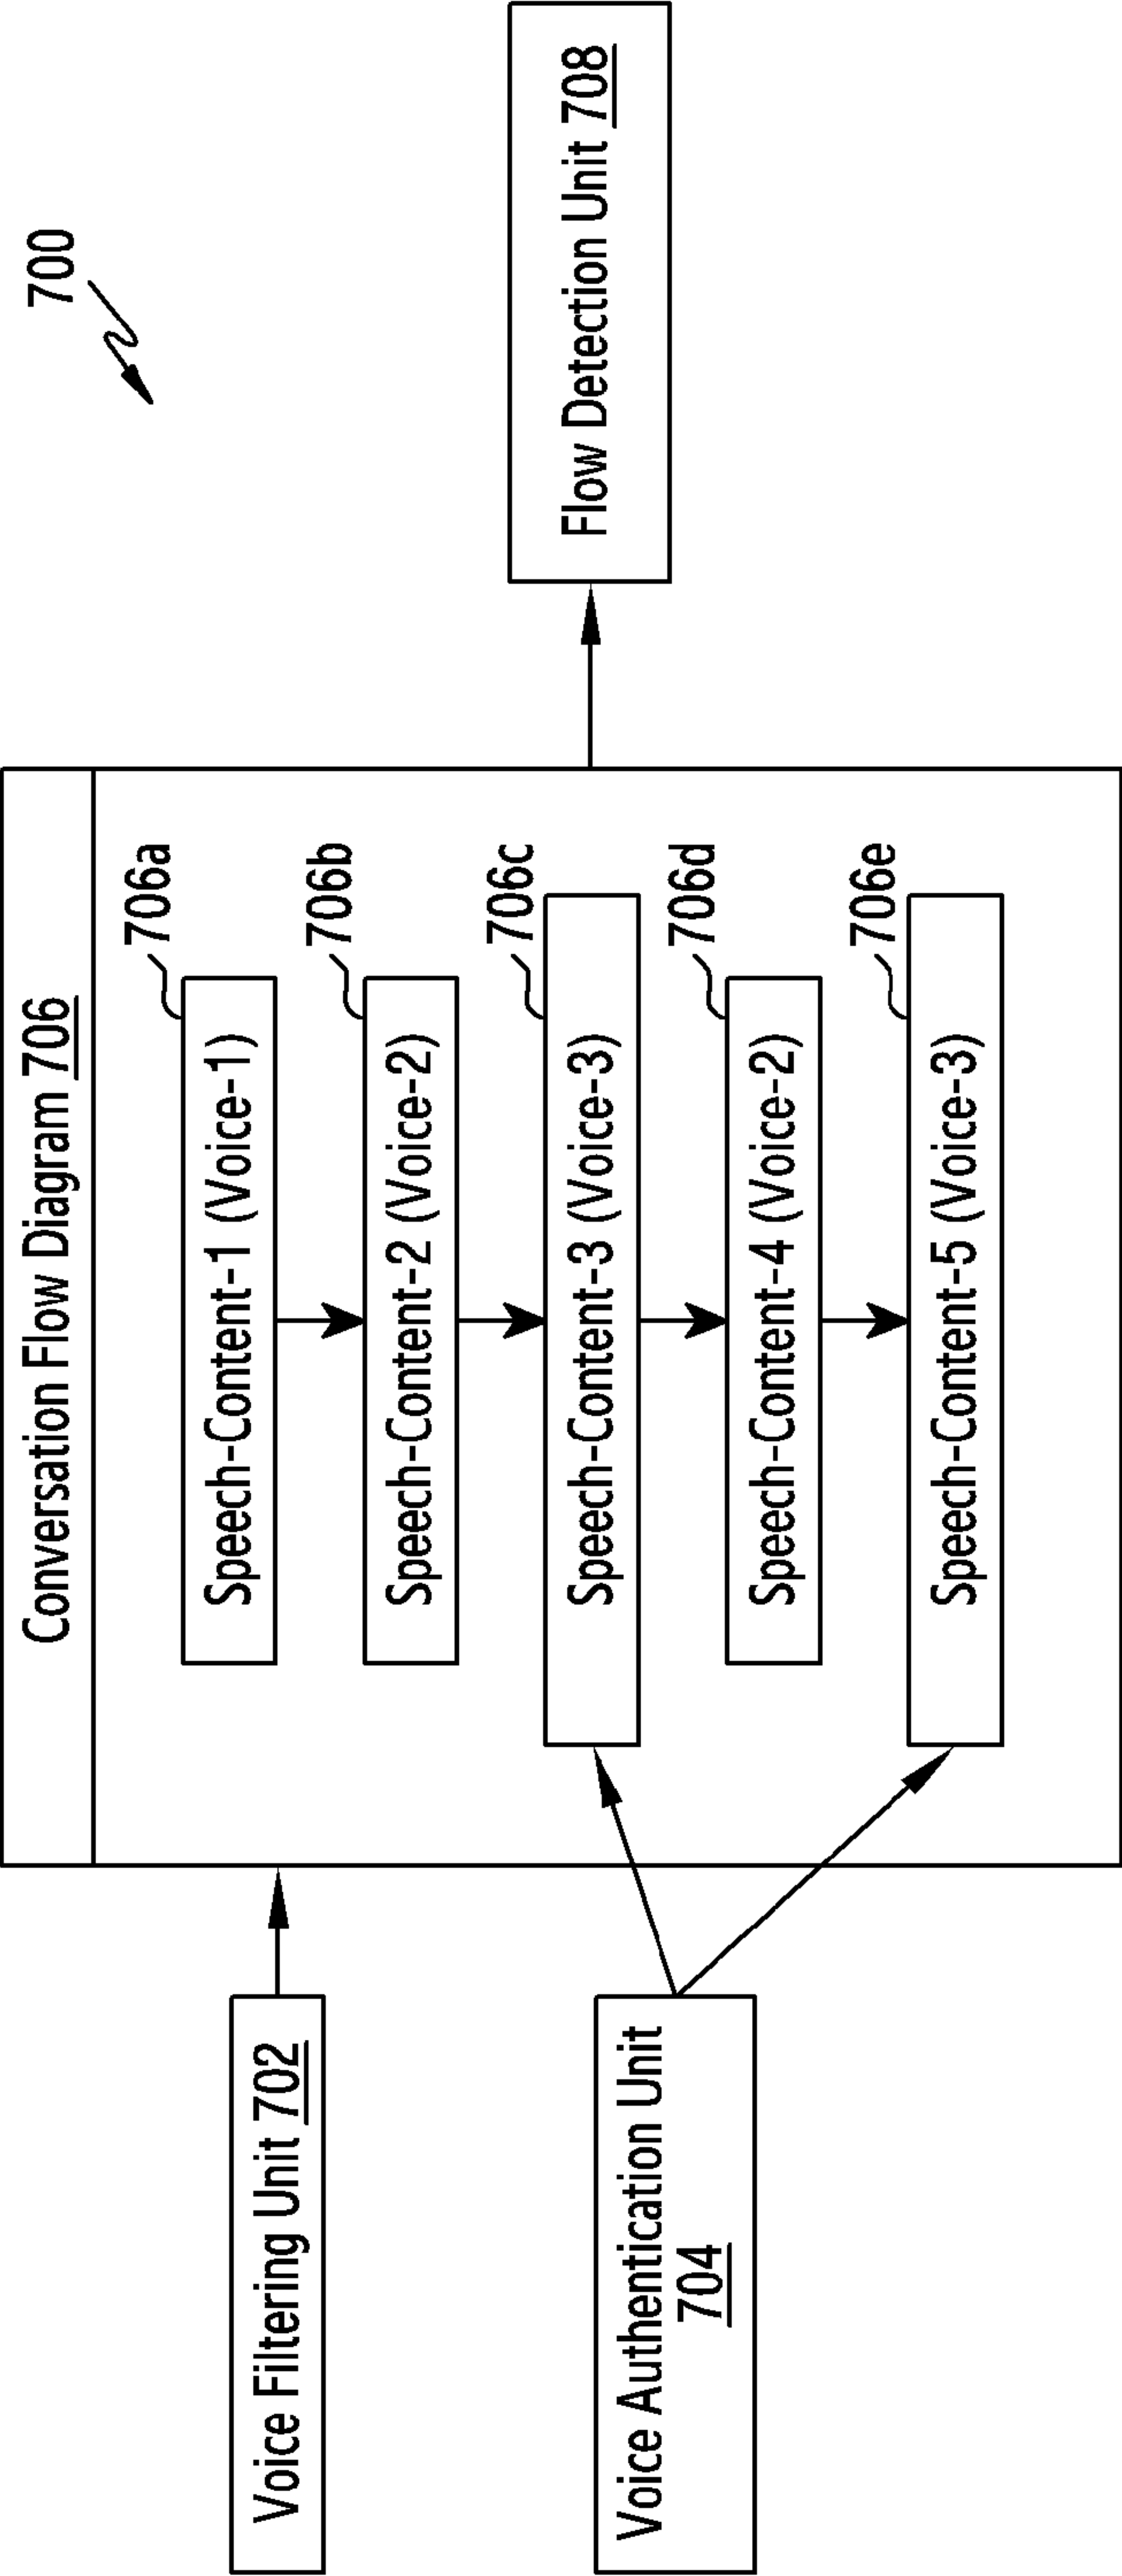 700
Voice Filtering Unit 702
Voice Authentication Unit
704
Conversation Flow Diagram 706
706a
Speech-Content-1 (Voice-1)
706b
Speech-Content-2 (Voice-2)
706c
Speech-Content-3 (Voice-3)
706d
Speech-Content-4 (Voice-2)
706e
Speech-Content-5 (Voice-3)
Flow Detection Unit 708